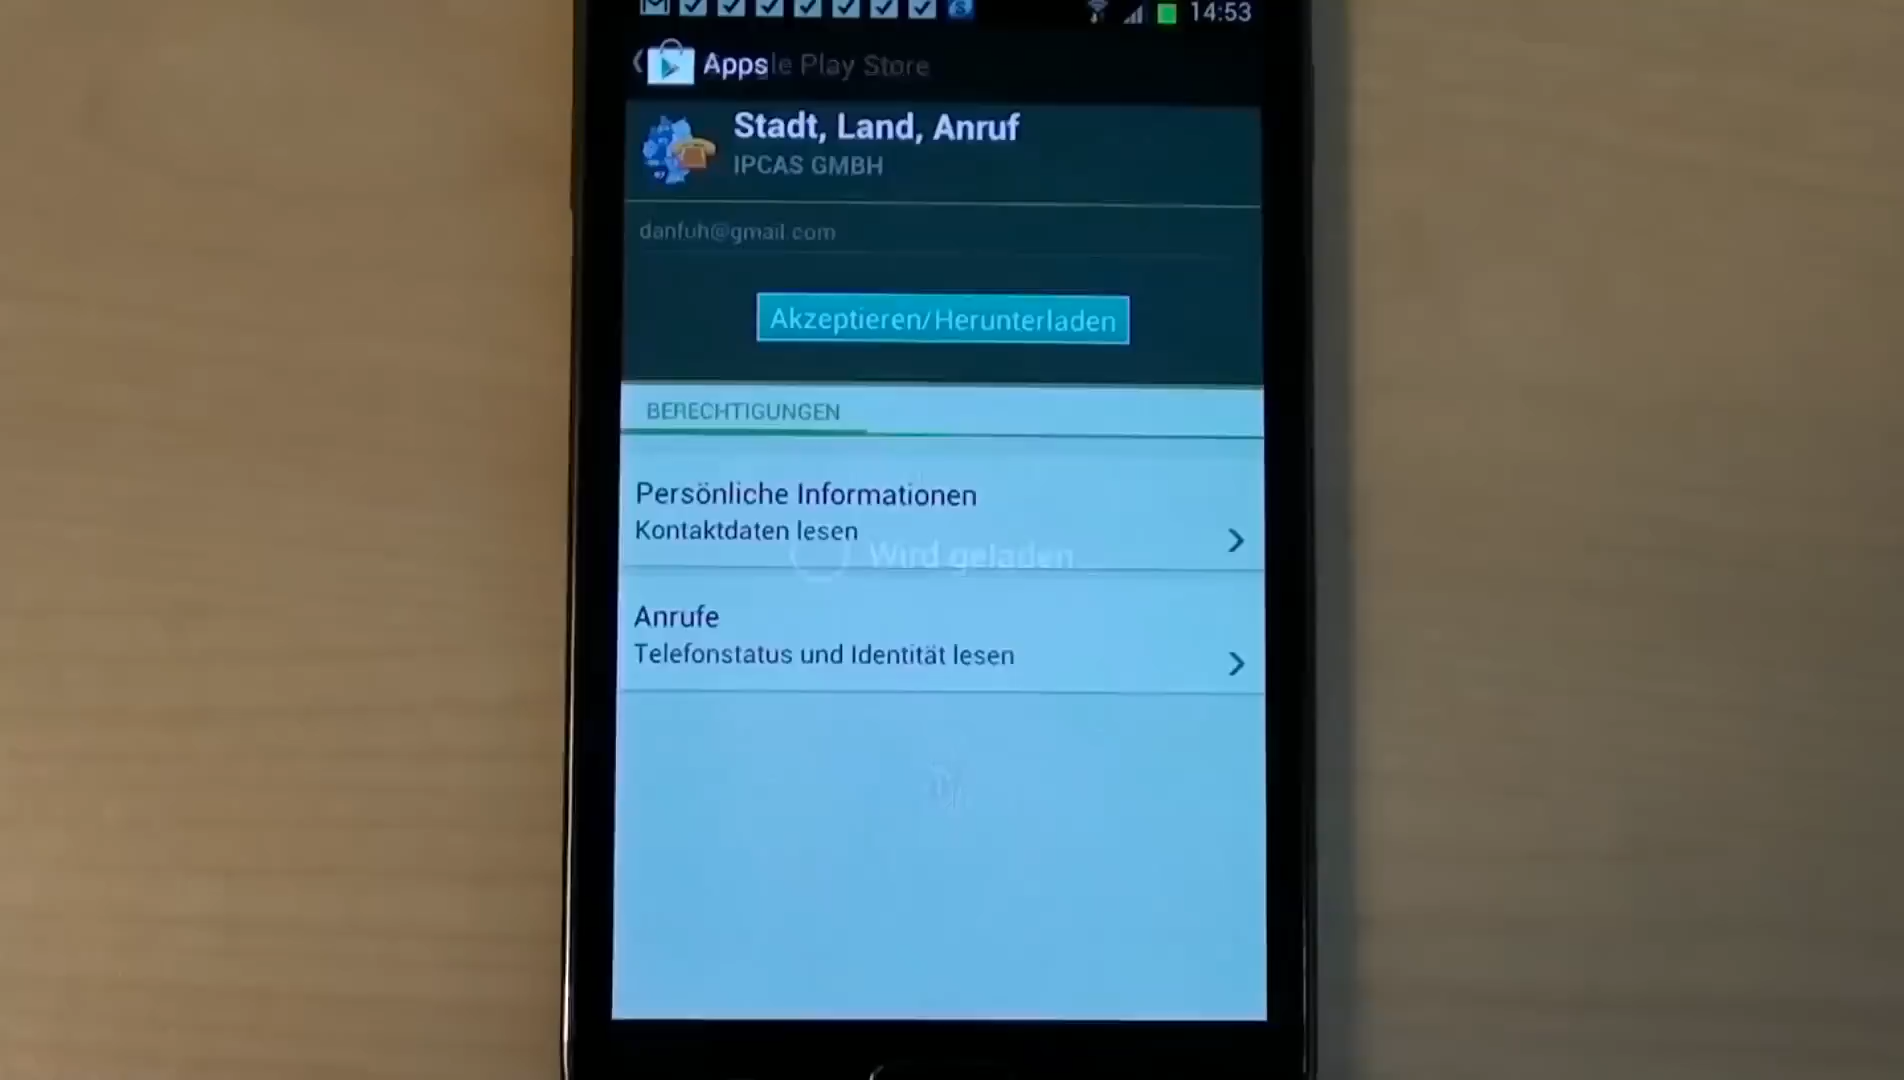 14:53
Apps le Play Store
Stadt, Land, Anruf
IPCAS GMBH
danfuh@gmail.com
Akzeptieren/Herunterladen
BERECHTIGUNGEN
Persönliche Informationen
Kontaktdaten lesen
Wird geladen
Anrufe
Telefonstatus und Identität lesen